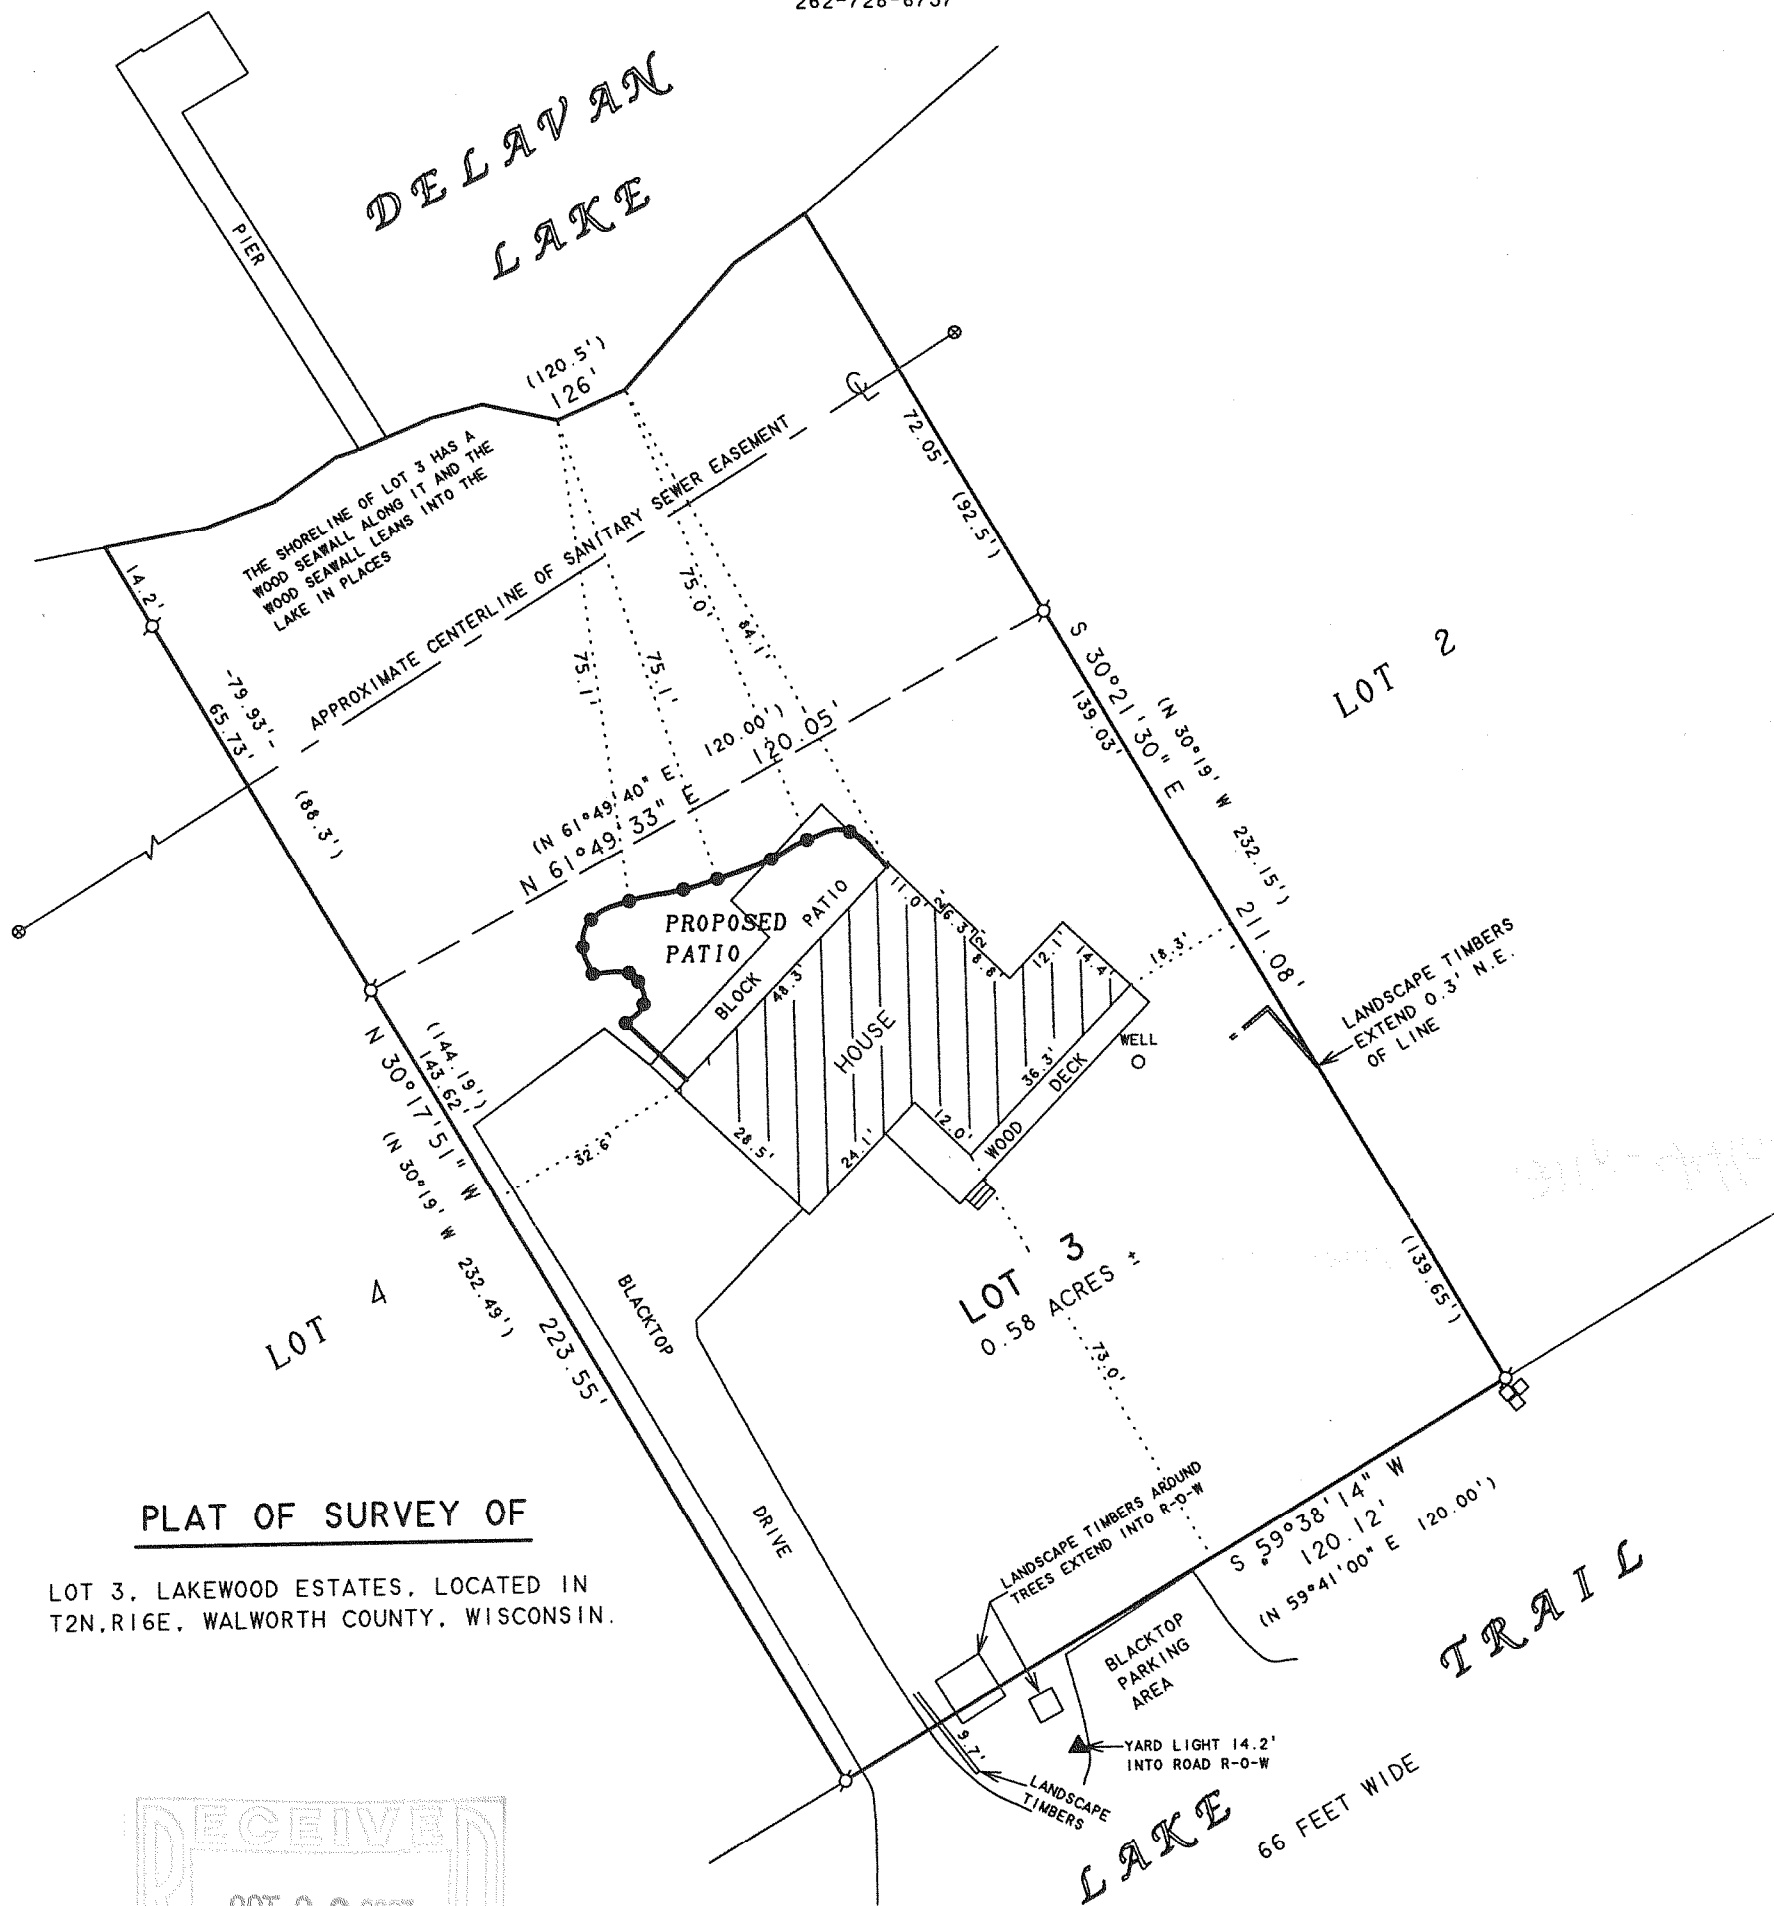 262-728-6757
DELAVAN
LAKE
PIER
(120.5')
126'
THE SHORELINE OF LOT 3 HAS A
WOOD SEAWALL ALONG IT AND THE
WOOD SEAWALL LEANS INTO THE
LAKE IN PLACES
APPROXIMATE CENTERLINE OF SANITARY SEWER EASEMENT
CL
72.05'
(92.5')
14.2'
-79.93'-
65.73'
(88.3')
75.1'
75.1'
75.0'
84.1'
(N 61°49'40" E 120.00')
N 61°49'33" E 120.05'
S 30°21'30" E 211.08'
139.03'
(N 30°19' W 232.15')
LOT 2
PROPOSED
PATIO
BLOCK PATIO
48.3'
HOUSE
11.0'
26.3'
8.8'
12.1'
14.4'
18.3'
36.3'
WOOD DECK
WELL
12.0'
24.1'
28.5'
32.6'
LANDSCAPE TIMBERS
EXTEND 0.3' N.E.
OF LINE
(144.19')
143.62'
N 30°17'51" W 223.55'
(N 30°19' W 232.49')
LOT 4
BLACKTOP
DRIVE
LOT 3
0.58 ACRES ±
73.0'
(139.65')
PLAT OF SURVEY OF
LOT 3, LAKEWOOD ESTATES, LOCATED IN
T2N,R16E, WALWORTH COUNTY, WISCONSIN.
LANDSCAPE TIMBERS AROUND
TREES EXTEND INTO R-O-W
S 59°38'14" W
120.12'
(N 59°41'00" E 120.00')
BLACKTOP
PARKING
AREA
9.7'
YARD LIGHT 14.2'
INTO ROAD R-O-W
LANDSCAPE
TIMBERS
LAKE TRAIL
66 FEET WIDE
RECEIVED